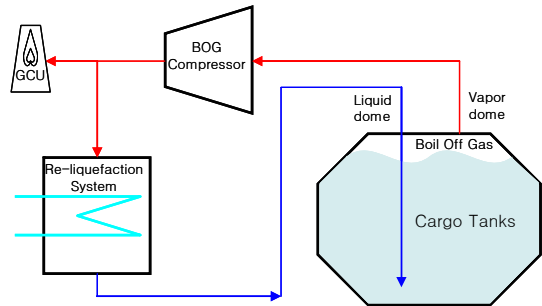 GCU
BOG
Compressor
Liquid
dome
Vapor
dome
Boil Off Gas
Re-liquefaction
System
Cargo Tanks